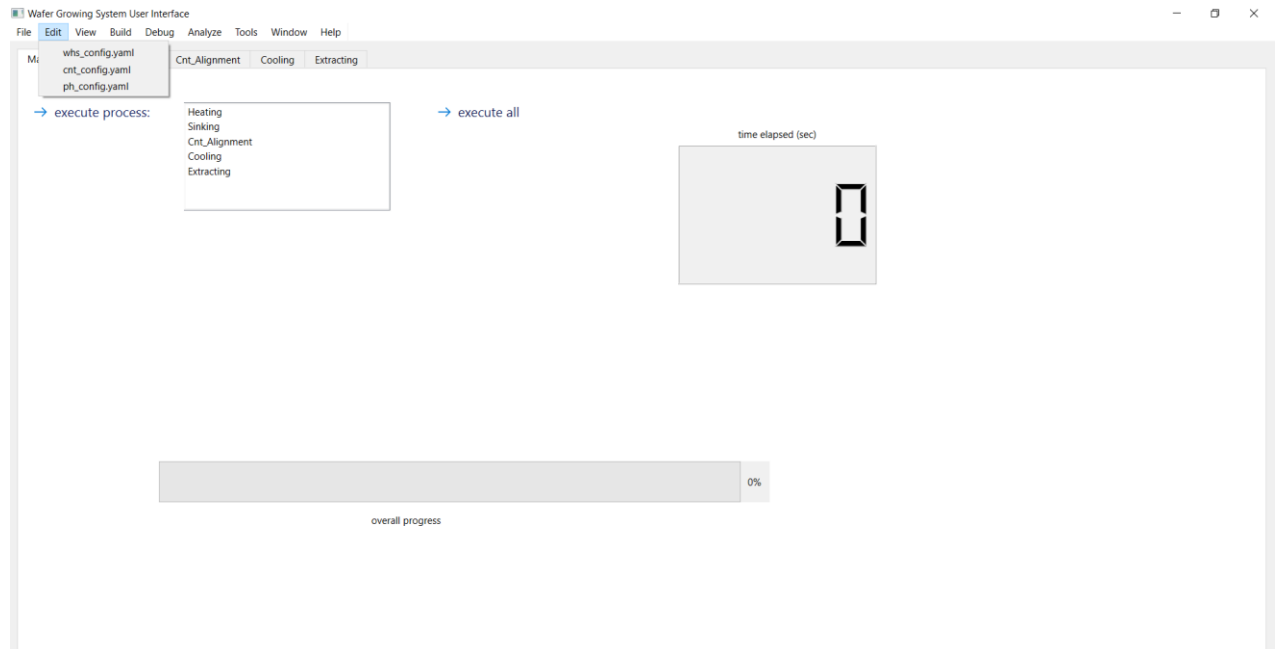 Wafer Growing System User Interface
File Edit View Build Debug Analyze Tools Window Help
whs_config.yaml
cnt_config.yaml
ph_config.yaml
Cnt_Alignment Cooling Extracting
execute process:
Heating
Sinking
Cnt_Alignment
Cooling
Extracting
execute all
time elapsed (sec)
0
0%
overall progress